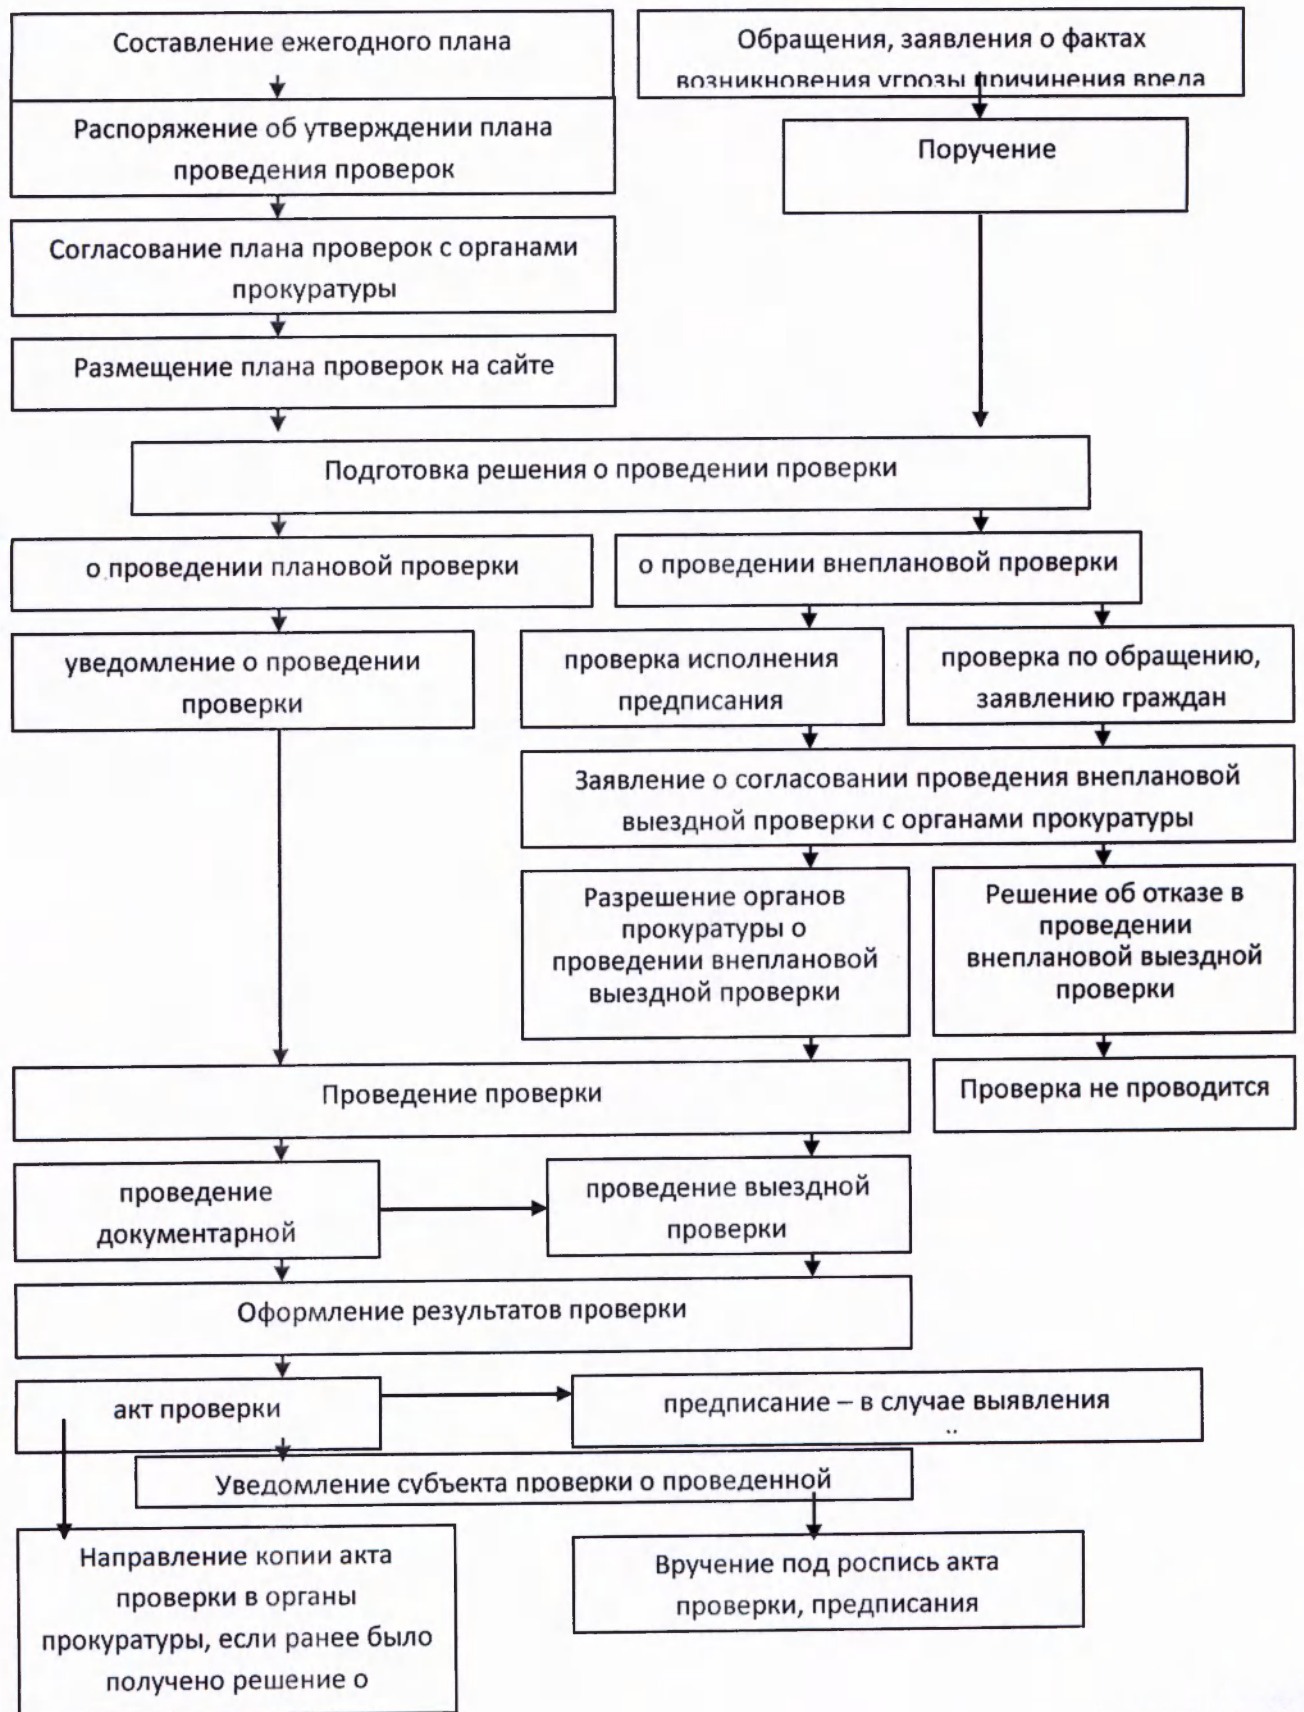 Составление ежегодного плана
Обращения, заявления о фактах
возникновения угрозы причинения вреда
Распоряжение об утверждении плана
проведения проверок
Поручение
Согласование плана проверок с органами
прокуратуры
Размещение плана проверок на сайте
Подготовка решения о проведении проверки
о проведении плановой проверки
о проведении внеплановой проверки
уведомление о проведении
проверки
проверка исполнения
предписания
проверка по обращению,
заявлению граждан
Заявление о согласовании проведения внеплановой
выездной проверки с органами прокуратуры
Разрешение органов
прокуратуры о
проведении внеплановой
выездной проверки
Решение об отказе в
проведении
внеплановой выездной
проверки
Проведение проверки
Проверка не проводится
проведение
документарной
проведение выездной
проверки
Оформление результатов проверки
акт проверки
предписание – в случае выявления
Уведомление субъекта проверки о проведенной
Направление копии акта
проверки в органы
прокуратуры, если ранее было
получено решение о
Вручение под роспись акта
проверки, предписания